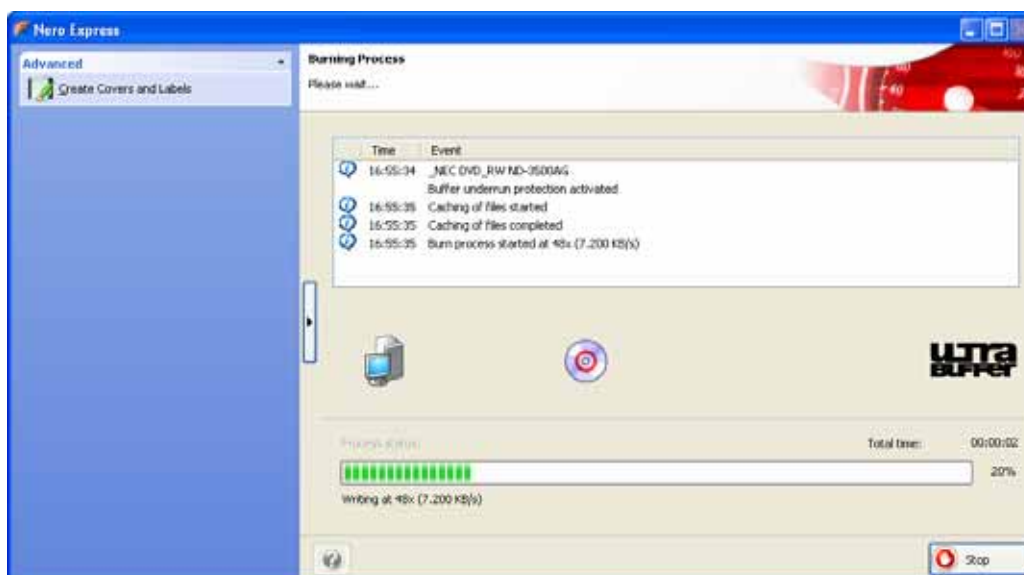 Nero Express
Advanced
Create Covers and Labels
Burning Process
Please wait...
Time Event
16:55:34 _NEC DVD_RW ND-3500AG
Buffer underrun protection activated
16:55:35 Caching of files started
16:55:35 Caching of files completed
16:55:35 Burn process started at 48x (7.200 KB/s)
ULTRA
BUFFER
Process status:
Total time: 00:00:02
20%
Writing at 48x (7.200 KB/s)
Stop